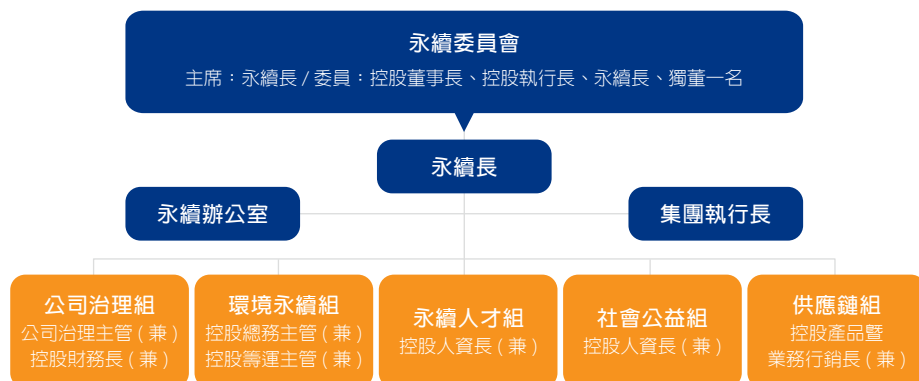 永續委員會
主席：永續長 / 委員：控股董事長、控股執行長、永續長、獨董一名
永續長
永續辦公室
集團執行長
公司治理組
公司治理主管 ( 兼 )
控股財務長 ( 兼 )
環境永續組
控股總務主管 ( 兼 )
控股籌運主管 ( 兼 )
永續人才組
控股人資長 ( 兼 )
社會公益組
控股人資長 ( 兼 )
供應鏈組
控股產品暨
業務行銷長 ( 兼 )